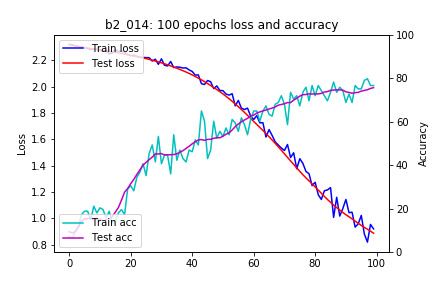 b2_014: 100 epochs loss and accuracy
Train loss
Test loss
Train acc
Test acc
Loss
2.2
2.0
1.8
1.6
1.4
1.2
1.0
0.8
Accuracy
100
80
60
40
20
0
0
20
40
60
80
100